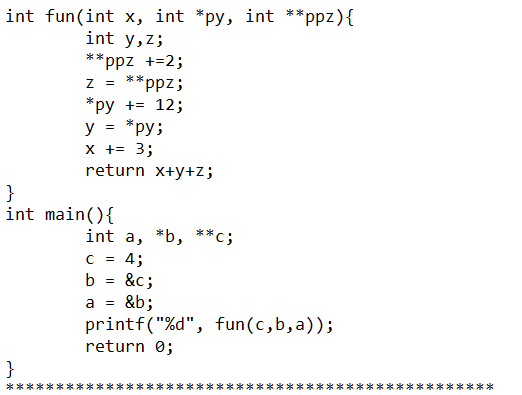 int fun(int x, int *py, int **ppz){
int y,z;
**ppz +=2;
z = **ppz;
*py += 12;
y = *py;
x += 3;
return x+y+z;
}
int main(){
int a, *b, **c;
c = 4;
b = &c;
a = &b;
printf("%d", fun(c,b,a));
return 0;
}
*************************************************